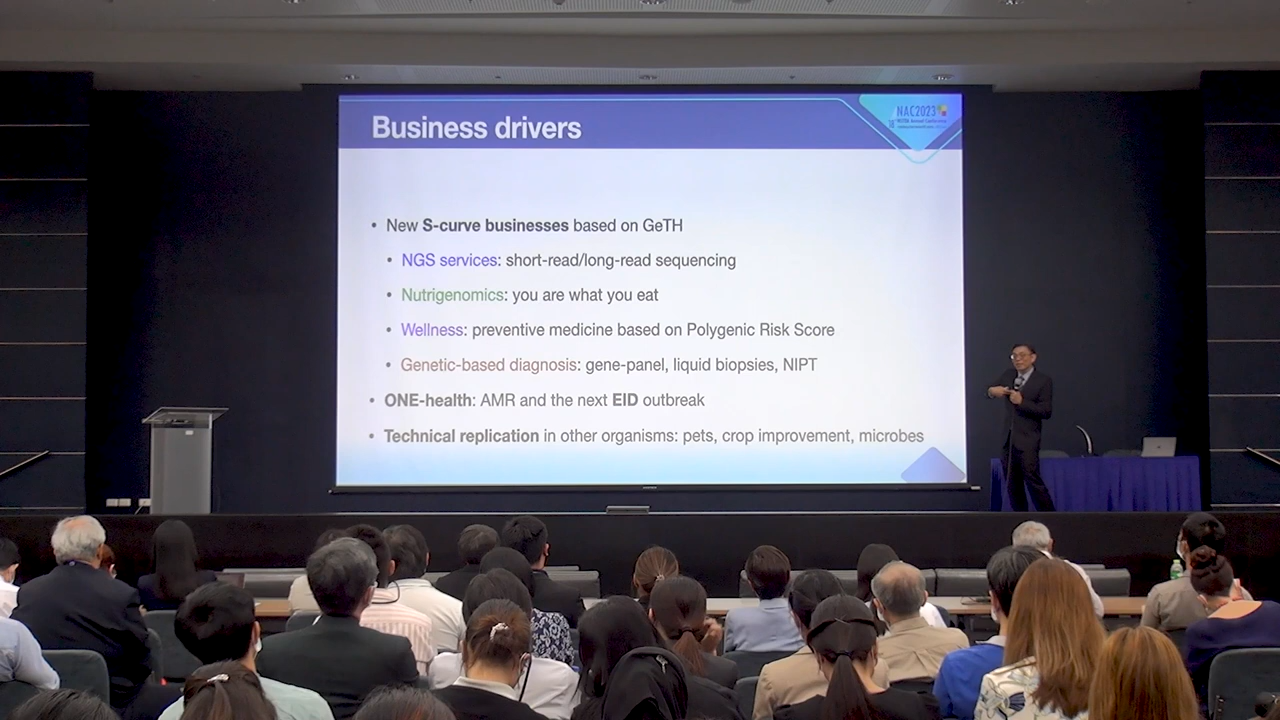 Business drivers
NAC2023
• New S-curve businesses based on GeTH
• NGS services: short-read/long-read sequencing
• Nutrigenomics: you are what you eat
• Wellness: preventive medicine based on Polygenic Risk Score
• Genetic-based diagnosis: gene-panel, liquid biopsies, NIPT
• ONE-health: AMR and the next EID outbreak
• Technical replication in other organisms: pets, crop improvement, microbes